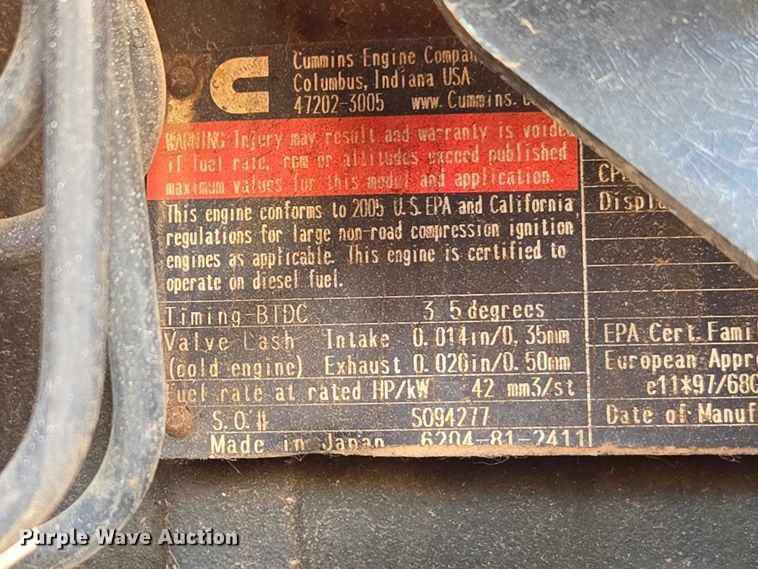 C
Cummins Engine Company
Columbus, Indiana USA
47202-3005 www.Cummins.
WARNING Injury may result and warranty is voided
if fuel rate, rpm or altitudes exceed published
maximum values for this model and application.
This engine conforms to 2005 U.S.EPA and California
regulations for large non-road compression ignition
engines as applicable. This engine is certified to
operate on diesel fuel.
Timing-BTDC 3.5 degrees
Valve Lash Intake 0.014in/0.35mm
(cold engine) Exhaust 0.020in/0.50mm
Fuel rate at rated HP/kW 42 mm3/st
S.O.# SO94277
Made in Japan 6204-81-2411
CP
Displ
EPA Cert. Fami
European Appr
e11*97/68
Date of Manuf
Purple Wave Auction